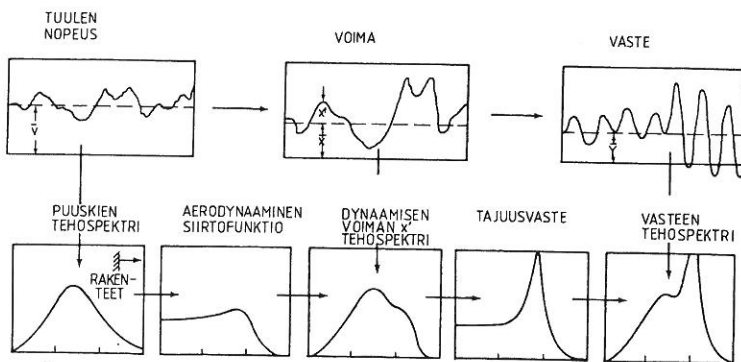 TUULEN
NOPEUS
VOIMA
VASTE
v̄
x'
x̄
ȳ
PUUSKIEN
TEHOSPEKTRI
RAKEN-
TEET
AERODYNAAMINEN
SIIRTOFUNKTIO
DYNAAMISEN
VOIMAN x'
TEHOSPEKTRI
TAJUUSVASTE
VASTEEN
TEHOSPEKTRI